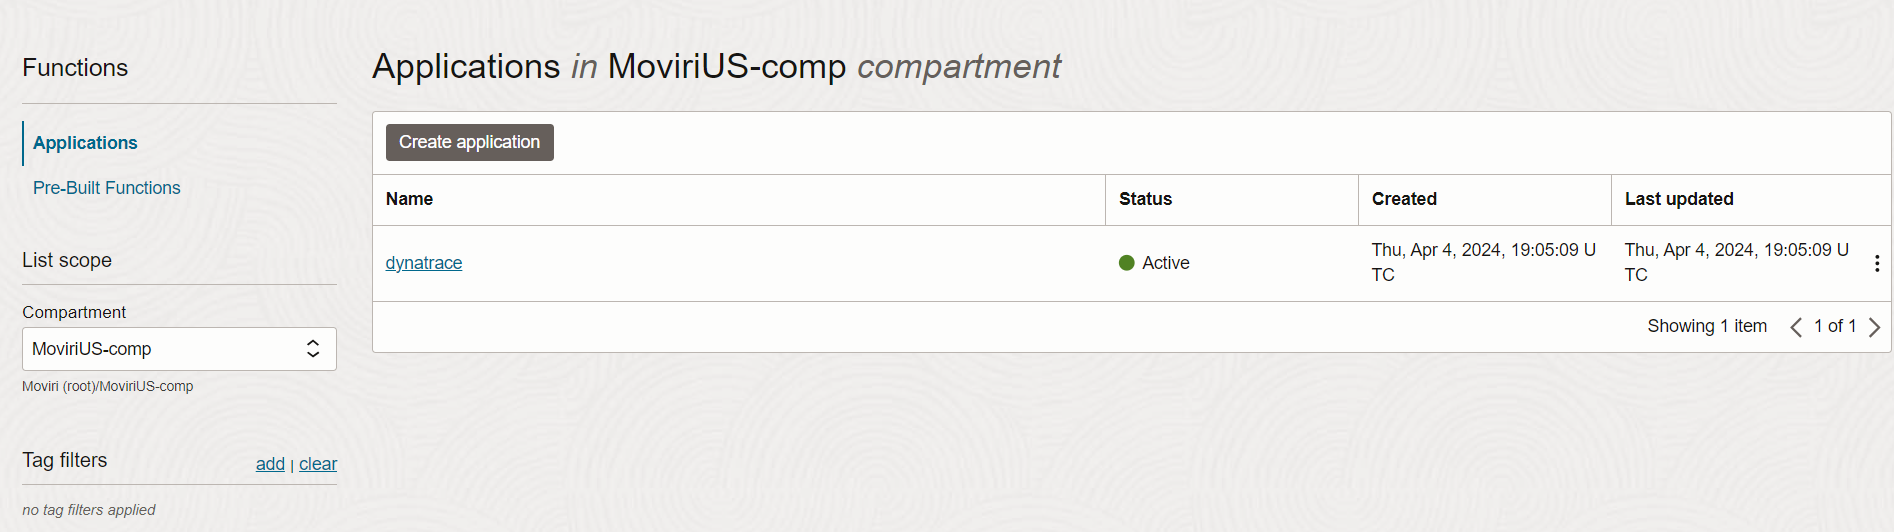 Functions
Applications
Pre-Built Functions
List scope
Compartment
MoviriUS-comp
Moviri (root)/MoviriUS-comp
Tag filters
add | clear
no tag filters applied
Applications in MoviriUS-comp compartment
Create application
Name Status Created Last updated
dynatrace Active Thu, Apr 4, 2024, 19:05:09 U Thu, Apr 4, 2024, 19:05:09 U
TC TC
Showing 1 item 1 of 1